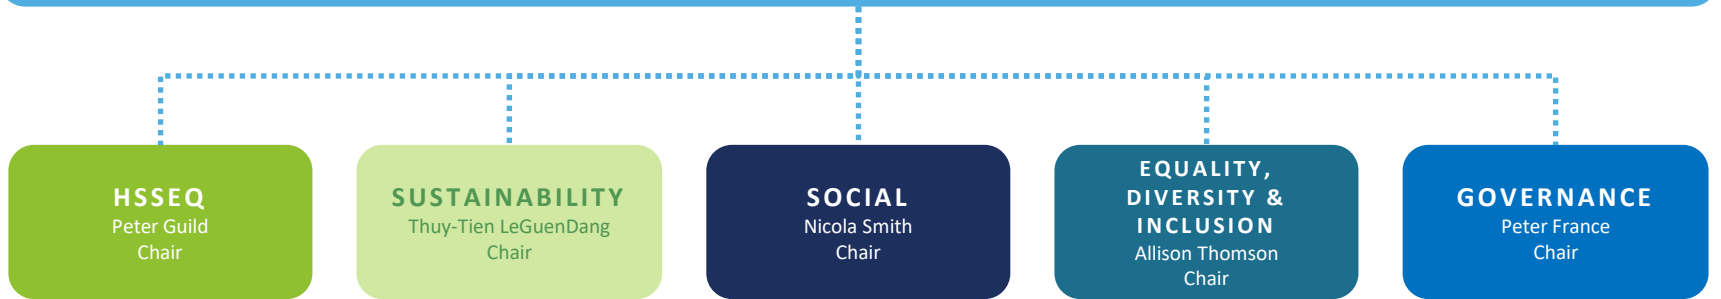 HSSEQ
Peter Guild
Chair
SUSTAINABILITY
Thuy-Tien LeGuenDang
Chair
SOCIAL
Nicola Smith
Chair
EQUALITY,
DIVERSITY &
INCLUSION
Allison Thomson
Chair
GOVERNANCE
Peter France
Chair